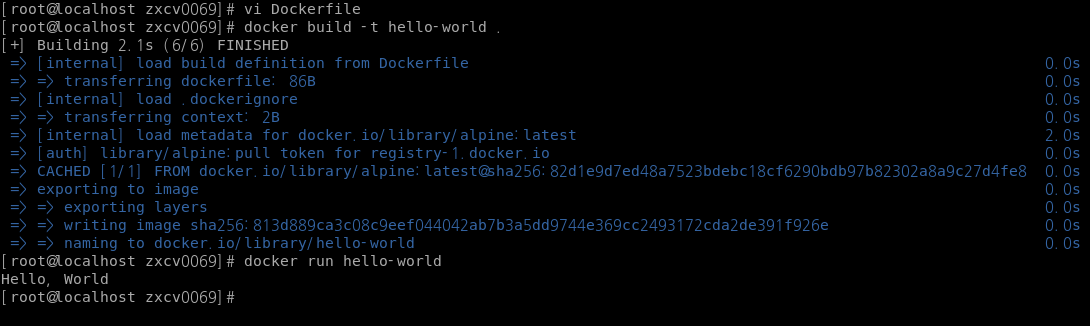 [root@localhost zxcv0069]# vi Dockerfile
[root@localhost zxcv0069]# docker build -t hello-world .
[+] Building 2.1s (6/6) FINISHED
=> [internal] load build definition from Dockerfile 0.0s
=> => transferring dockerfile: 86B 0.0s
=> [internal] load .dockerignore 0.0s
=> => transferring context: 2B 0.0s
=> [internal] load metadata for docker.io/library/alpine:latest 2.0s
=> [auth] library/alpine:pull token for registry-1.docker.io 0.0s
=> CACHED [1/1] FROM docker.io/library/alpine:latest@sha256:82d1e9d7ed48a7523bdebc18cf6290bdb97b82302a8a9c27d4fe8 0.0s
=> exporting to image 0.0s
=> => exporting layers 0.0s
=> => writing image sha256:813d889ca3c08c9eef044042ab7b3a5dd9744e369cc2493172cda2de391f926e 0.0s
=> => naming to docker.io/library/hello-world 0.0s
[root@localhost zxcv0069]# docker run hello-world
Hello, World
[root@localhost zxcv0069]#